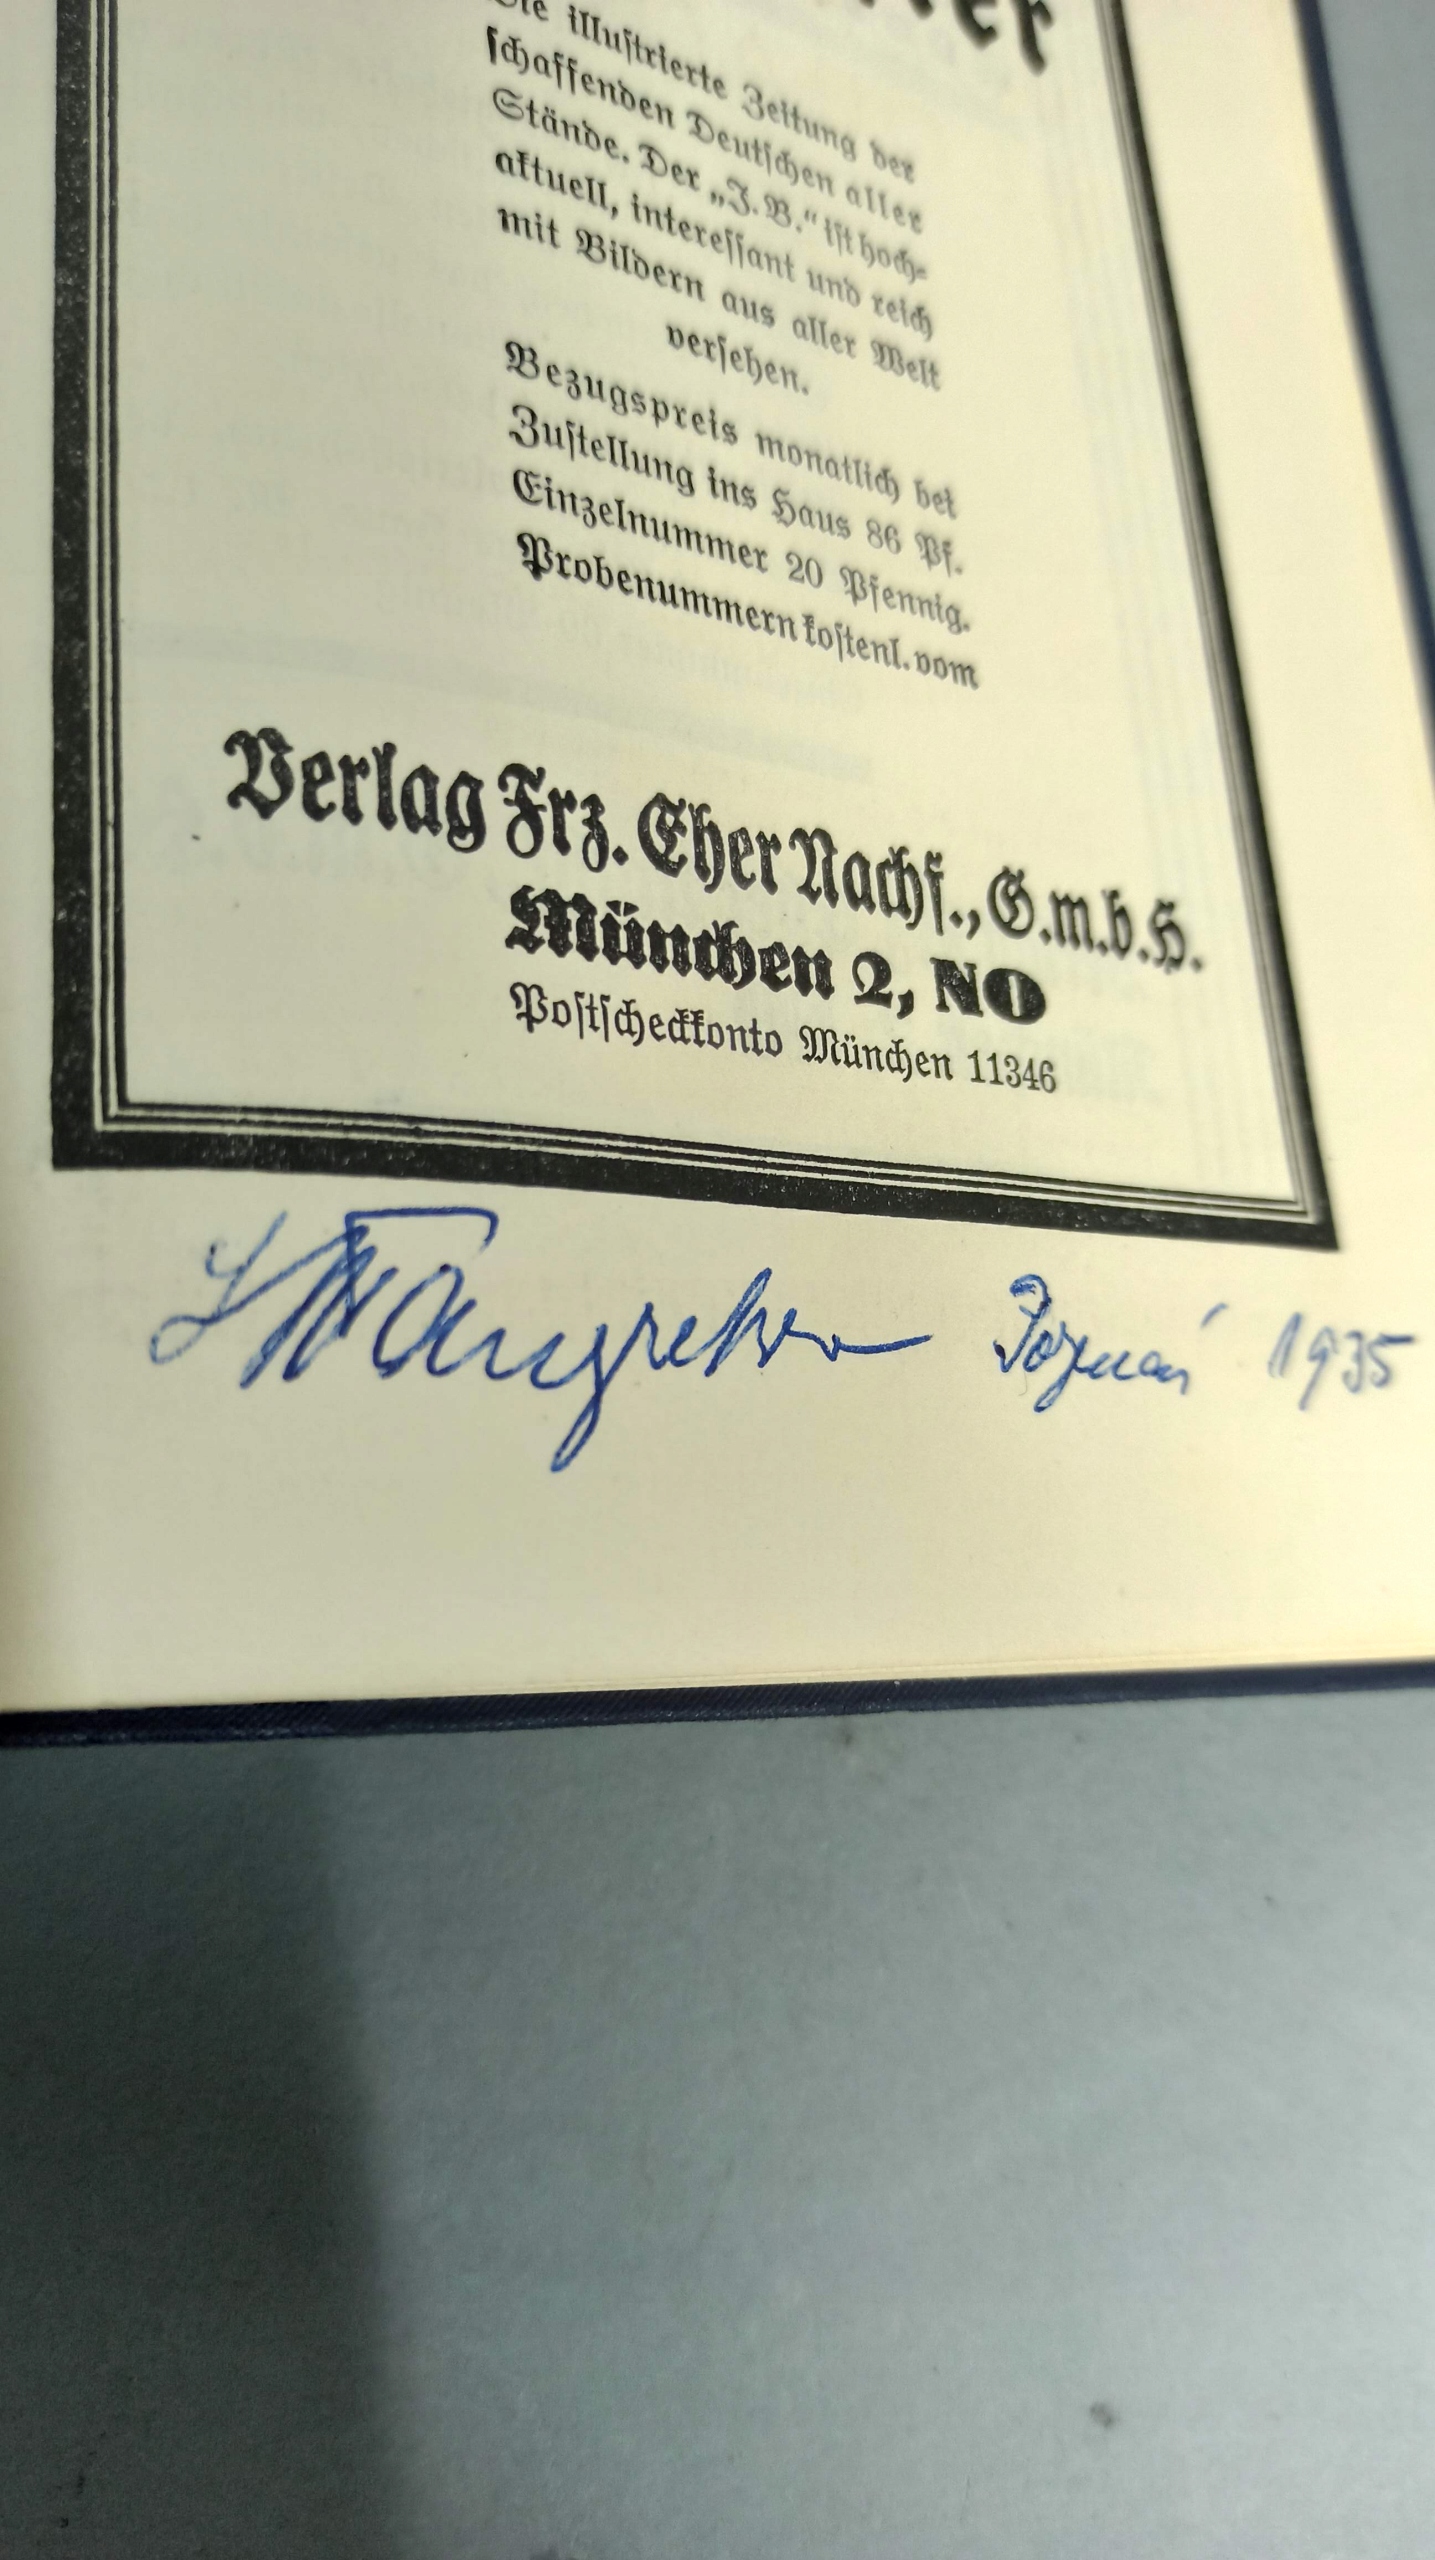 Die illustrierte Zeitung der
schaffenden Deutschen aller
Stände. Der „J. B.“ ist hoch-
aktuell, interessant und reich
mit Bildern aus aller Welt
versehen.
Bezugspreis monatlich bei
Zustellung ins Haus 86 Pf.
Einzelnummer 20 Pfennig.
Probenummern kostenl. vom
Verlag Frz. Eher Nachf., G.m.b.H.
München 2, NO
Postscheckkonto München 11346
Poznań 1935